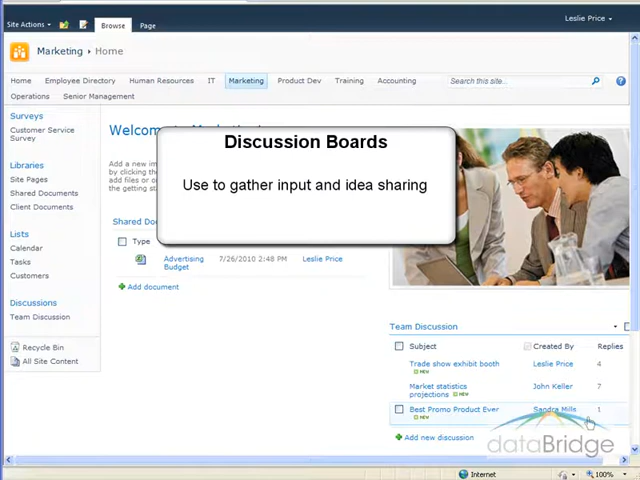 Site Actions
Browse
Page
Leslie Price
Marketing
Home
Home
Employee Directory
Human Resources
IT
Marketing
Product Dev
Training
Accounting
Search this site...
Operations
Senior Management
Surveys
Customer Service
Survey
Libraries
Site Pages
Shared Documents
Client Documents
Lists
Calendar
Tasks
Customers
Discussions
Team Discussion
Recycle Bin
All Site Content
Discussion Boards
Use to gather input and idea sharing
Add a new im
by clicking the
add files or o
the getting sta
Type
Advertising
Budget
7/26/2010 2:48 PM
Leslie Price
Add document
Team Discussion
Subject
Created By
Replies
Trade show exhibit booth
NEW
Leslie Price
4
Market statistics
projections
NEW
John Keller
7
Best Promo Product Ever
NEW
Sandra Mills
1
Add new discussion
dataBridge
Internet
100%